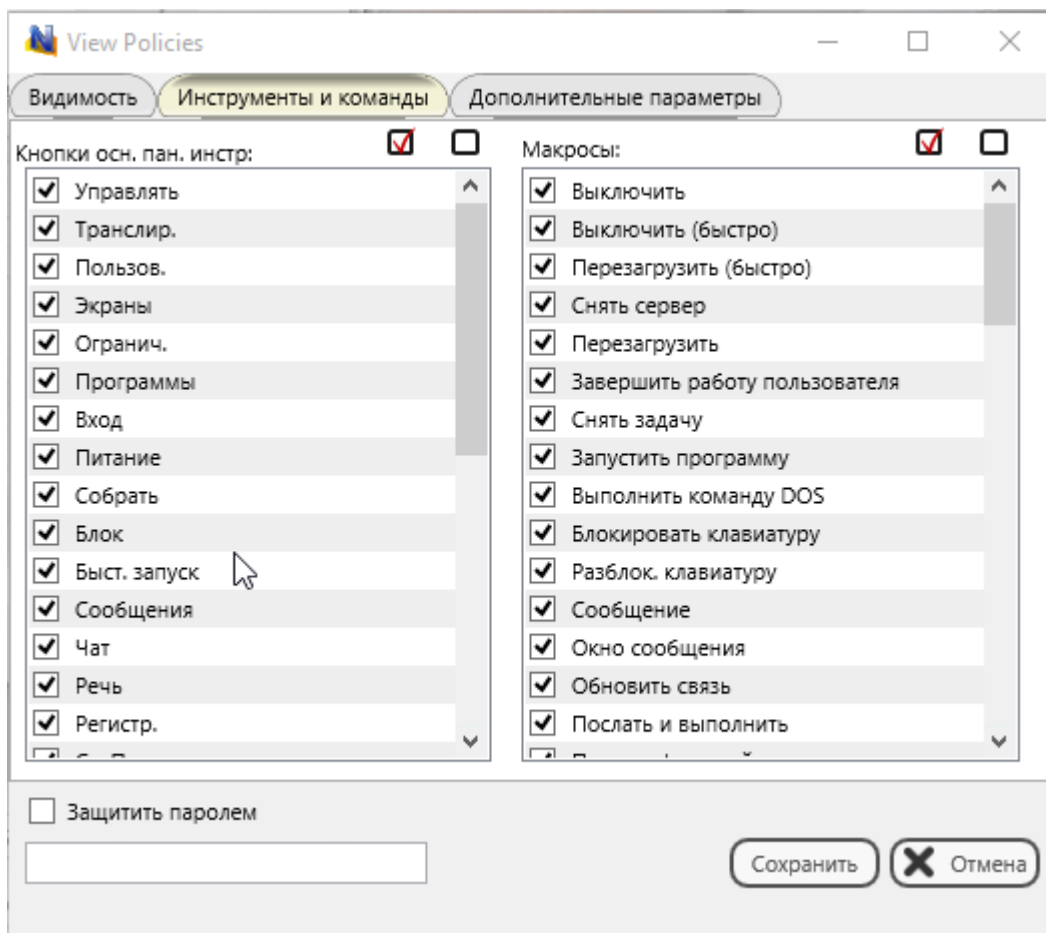 View Policies
Видимость
Инструменты и команды
Дополнительные параметры
Кнопки осн. пан. инстр:
Управлять
Транслир.
Пользов.
Экраны
Огранич.
Программы
Вход
Питание
Собрать
Блок
Быст. запуск
Сообщения
Чат
Речь
Регистр.
Макросы:
Выключить
Выключить (быстро)
Перезагрузить (быстро)
Снять сервер
Перезагрузить
Завершить работу пользователя
Снять задачу
Запустить программу
Выполнить команду DOS
Блокировать клавиатуру
Разблок. клавиатуру
Сообщение
Окно сообщения
Обновить связь
Послать и выполнить
Защитить паролем
Сохранить
Отмена